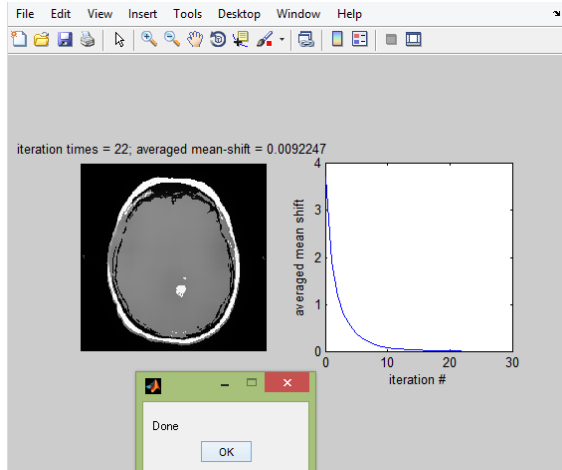 File Edit View Insert Tools Desktop Window Help
iteration times = 22; averaged mean-shift = 0.0092247
4
3
2
1
0
averaged mean shift
0 10 20 30
iteration #
Done
OK